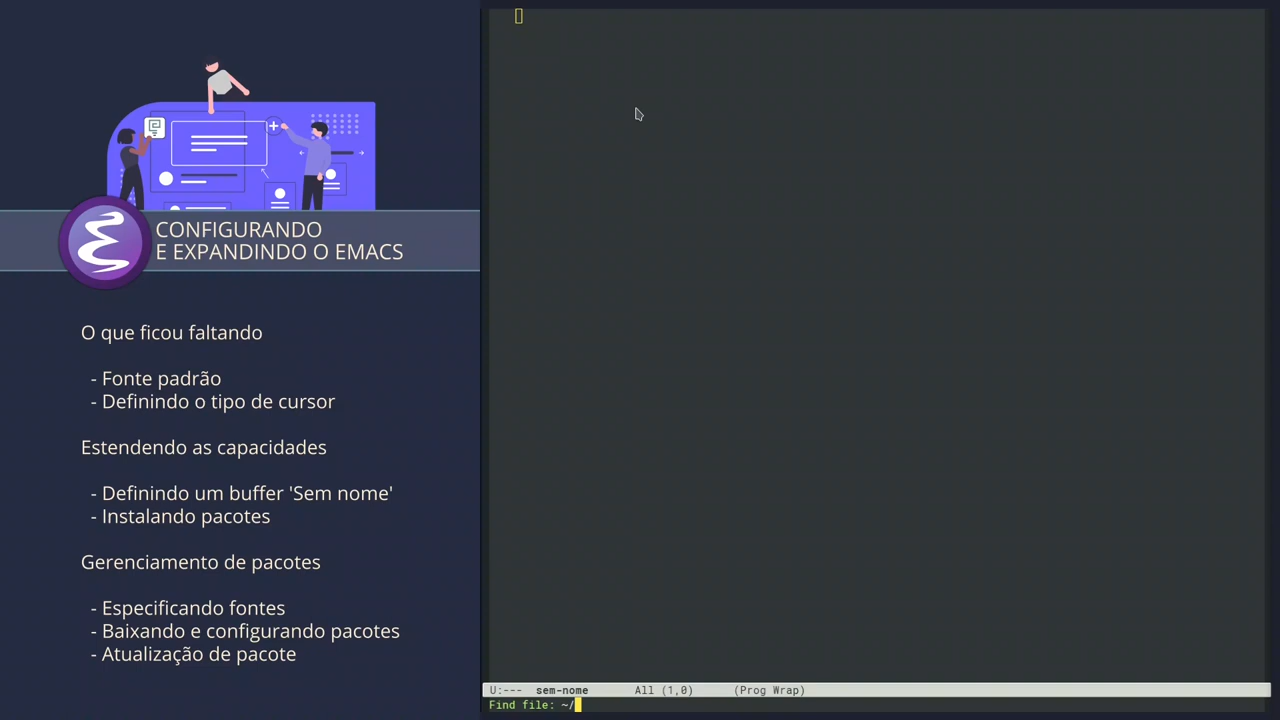 CONFIGURANDO
E EXPANDINDO O EMACS
O que ficou faltando
- Fonte padrão
- Definindo o tipo de cursor
Estendendo as capacidades
- Definindo um buffer 'Sem nome'
- Instalando pacotes
Gerenciamento de pacotes
- Especificando fontes
- Baixando e configurando pacotes
- Atualização de pacote
U:--- sem-nome All (1,0) (Prog Wrap)
Find file: ~/